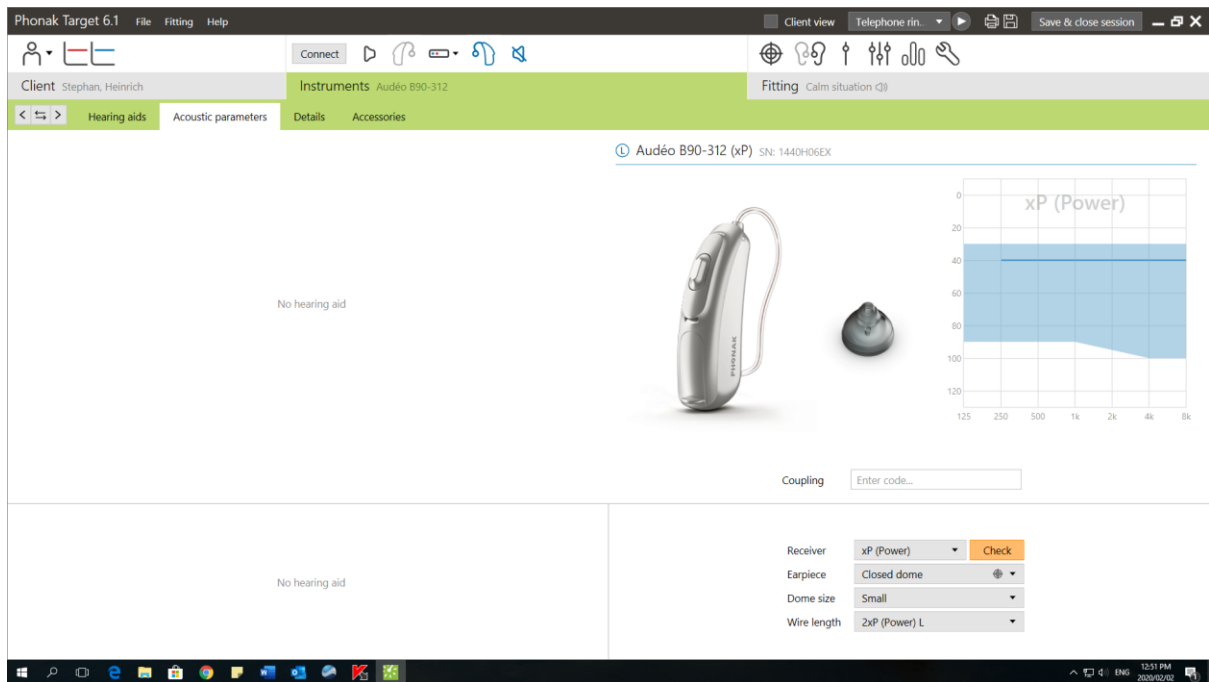 Phonak Target 6.1 File Fitting Help Client view Telephone rin.. Save & close session
Connect
Client Stephan, Heinrich Instruments Audéo B90-312 Fitting Calm situation
Hearing aids Acoustic parameters Details Accessories
L Audéo B90-312 (xP) SN: 1440H06EX
xP (Power)
0
20
40
60
80
100
120
125 250 500 1k 2k 4k 8k
No hearing aid
PHONAK
Coupling Enter code...
No hearing aid
Receiver xP (Power) Check
Earpiece Closed dome
Dome size Small
Wire length 2xP (Power) L
ENG 12:51 PM
2020/02/02